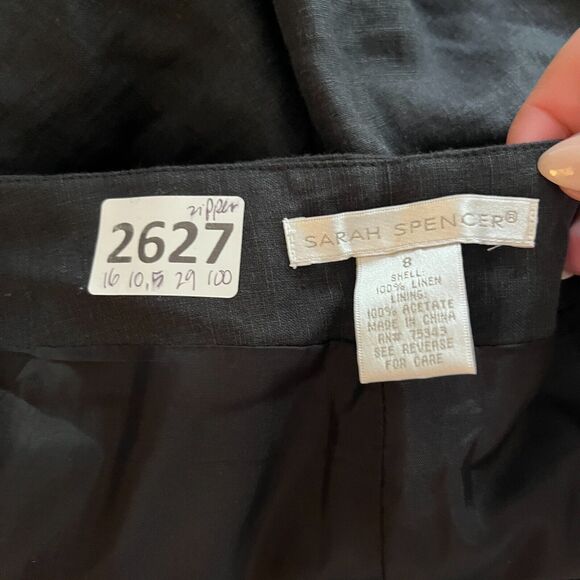 zipper
2627
16 10,5 29 100
SARAH SPENCER®
8
SHELL:
100% LINEN
LINING:
100% ACETATE
MADE IN CHINA
RN# 75943
SEE REVERSE
FOR CARE